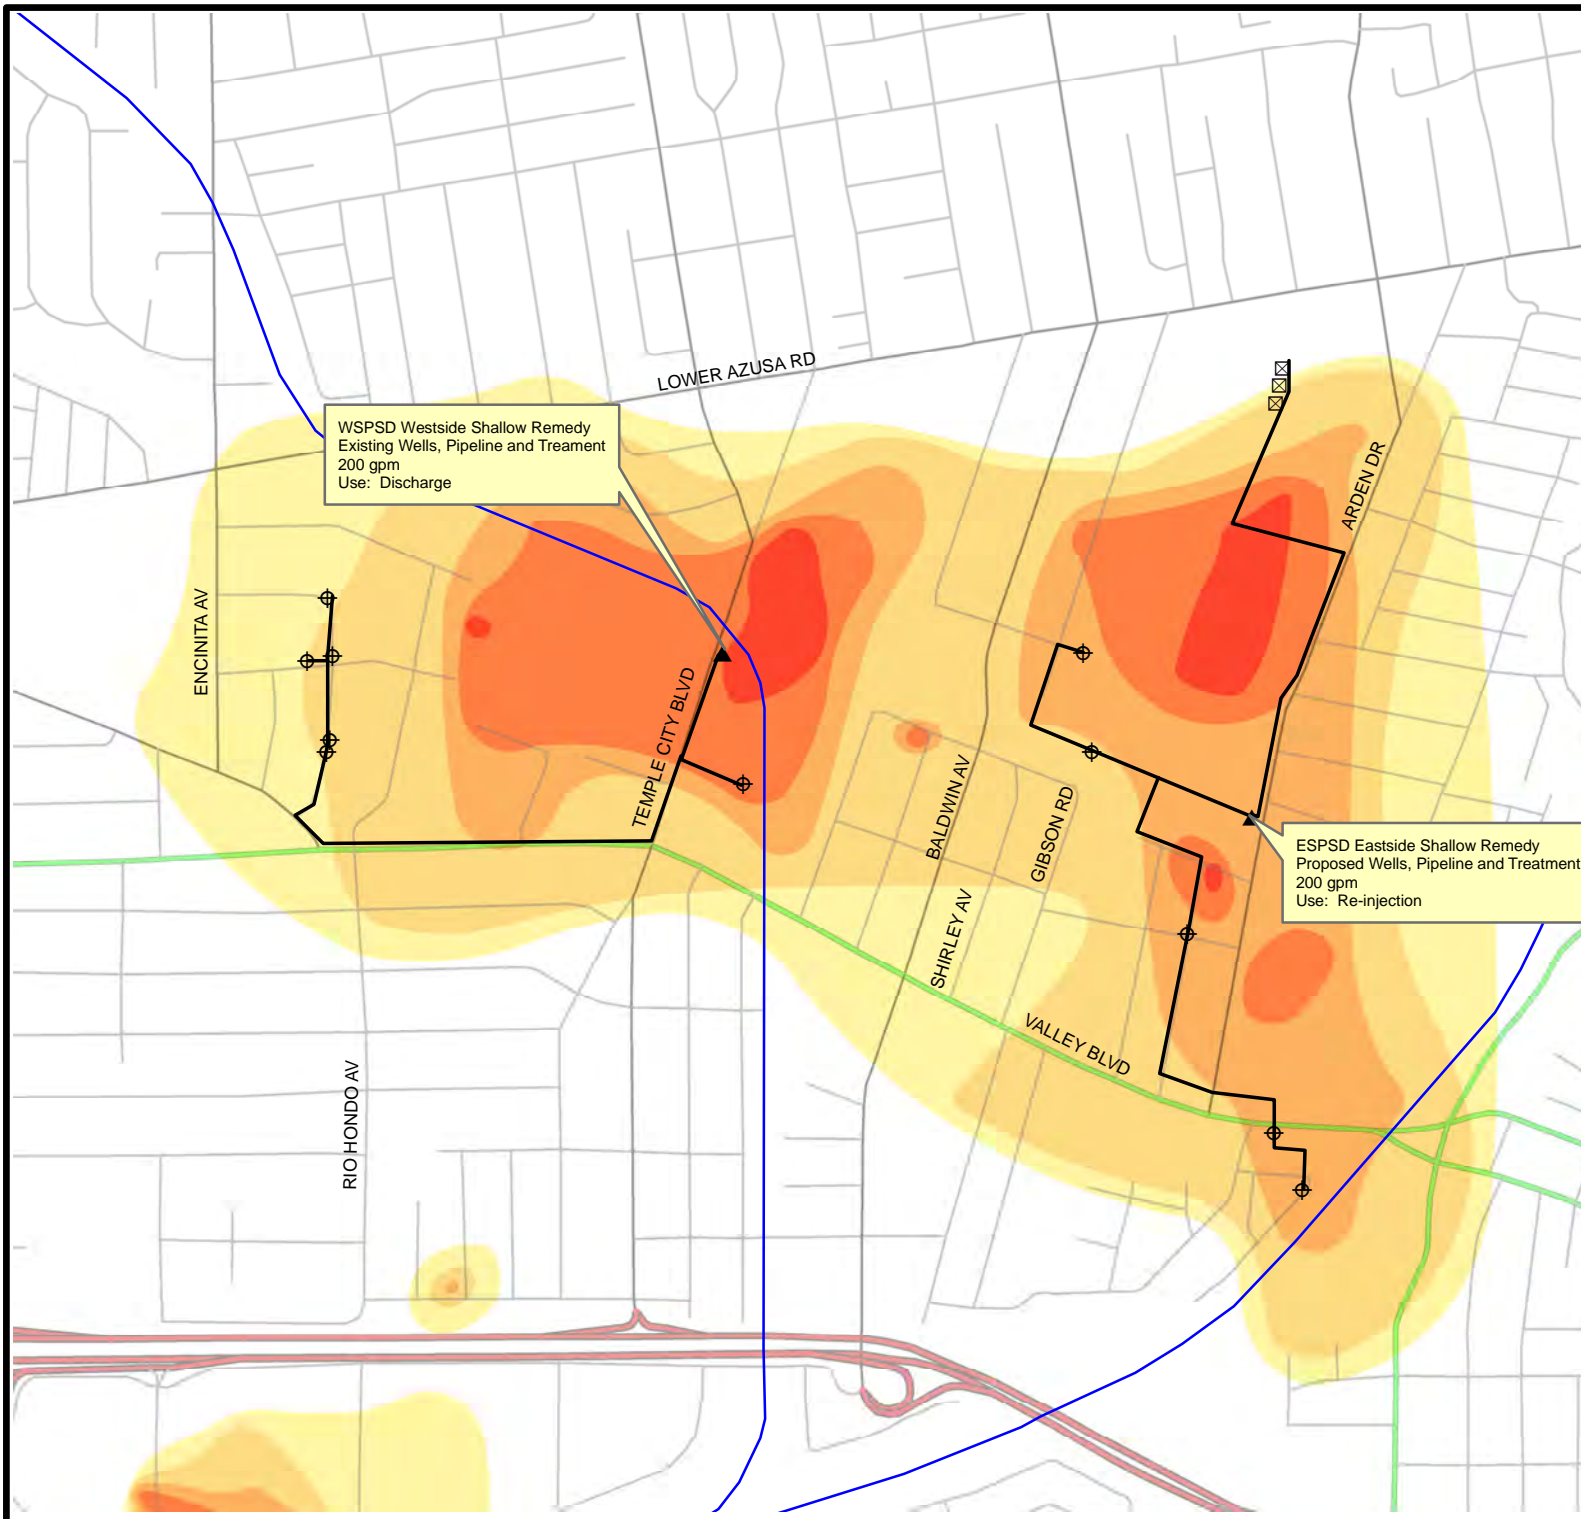 LOWER AZUSA RD
WSPSD Westside Shallow Remedy
Existing Wells, Pipeline and Treament
200 gpm
Use: Discharge
ARDEN DR
ENCINITA AV
TEMPLE CITY BLVD
BALDWIN AV
GIBSON RD
ESPSD Eastside Shallow Remedy
Proposed Wells, Pipeline and Treatment
200 gpm
Use: Re-injection
SHIRLEY AV
VALLEY BLVD
RIO HONDO AV